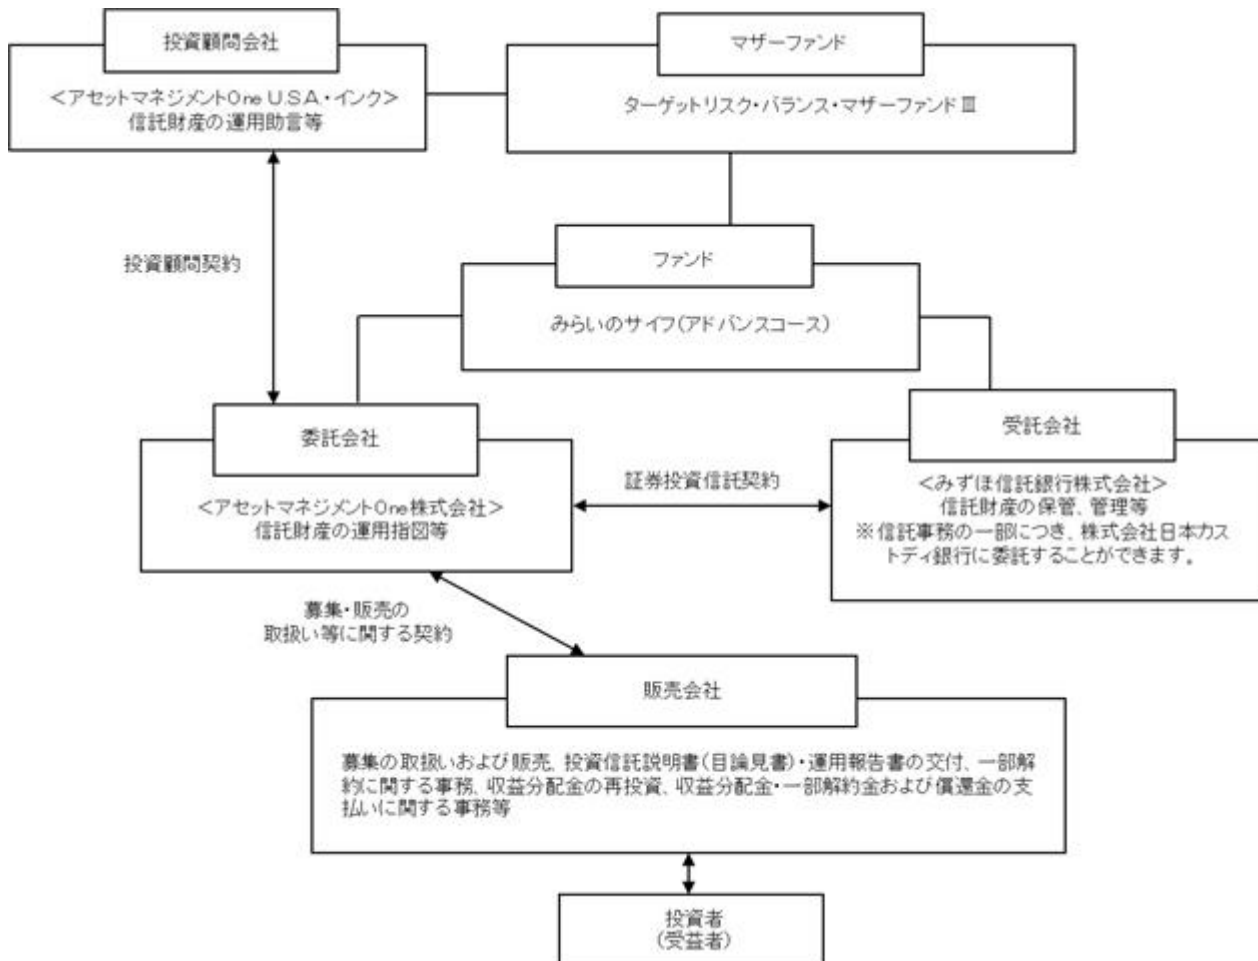 投資顧問会社
<アセットマネジメントOne U.S.A.・インク>
信託財産の運用助言等
マザーファンド
ターゲットリスク・バランス・マザーファンドⅢ
投資顧問契約
ファンド
みらいのサイフ(アドバンスコース)
委託会社
<アセットマネジメントOne株式会社>
信託財産の運用指図等
証券投資信託契約
受託会社
<みずほ信託銀行株式会社>
信託財産の保管、管理等
※信託事務の一部につき、株式会社日本カス
トディ銀行に委託することができます。
募集・販売の
取扱い等に関する契約
販売会社
募集の取扱いおよび販売、投資信託説明書(目論見書)・運用報告書の交付、一部解
約に関する事務、収益分配金の再投資、収益分配金・一部解約金および償還金の支
払いに関する事務等
投資者
(受益者)